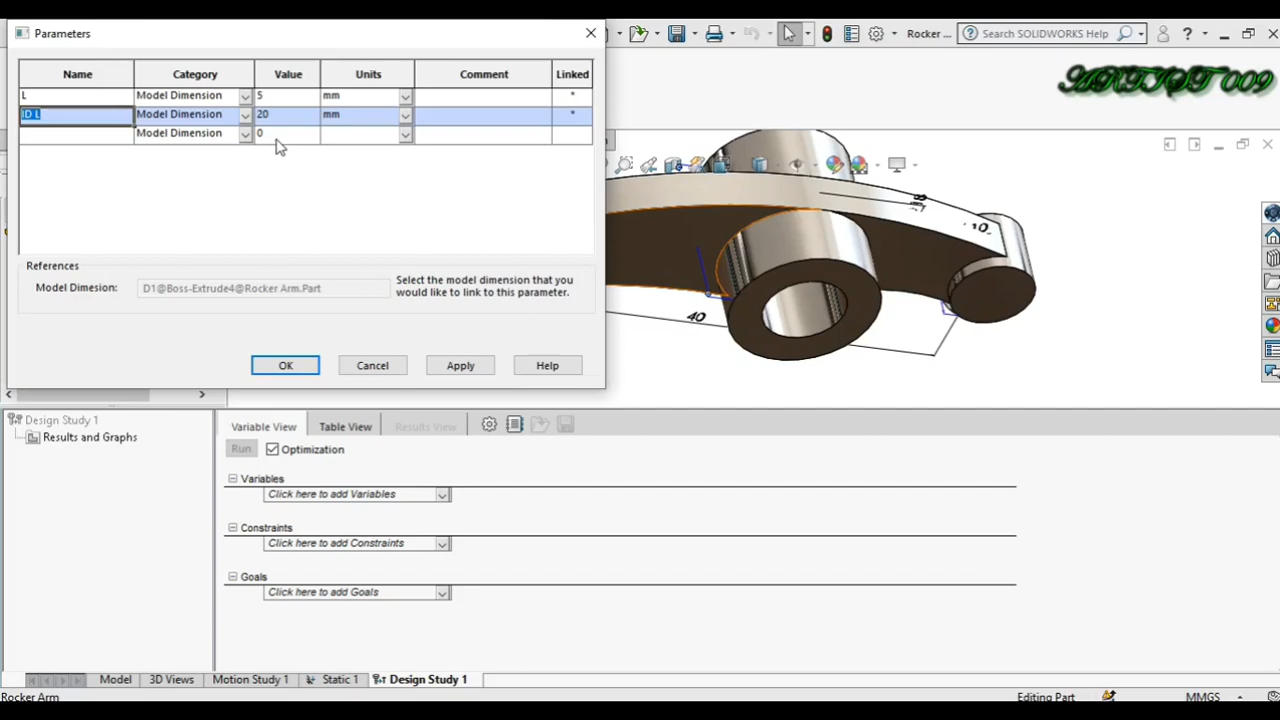 Parameters
Rocker ...
Search SOLIDWORKS Help
ARTIST 009
Name Category Value Units Comment Linked
L Model Dimension 5 mm *
ID L Model Dimension 20 mm *
Model Dimension 0
References
Model Dimesion: D1@Boss-Extrude4@Rocker Arm.Part
Select the model dimension that you
would like to link to this parameter.
OK Cancel Apply Help
40
Design Study 1
Results and Graphs
Variable View Table View Results View
Run Optimization
Variables
Click here to add Variables
Constraints
Click here to add Constraints
Goals
Click here to add Goals
Model 3D Views Motion Study 1 Static 1 Design Study 1
Rocker Arm Editing Part MMGS